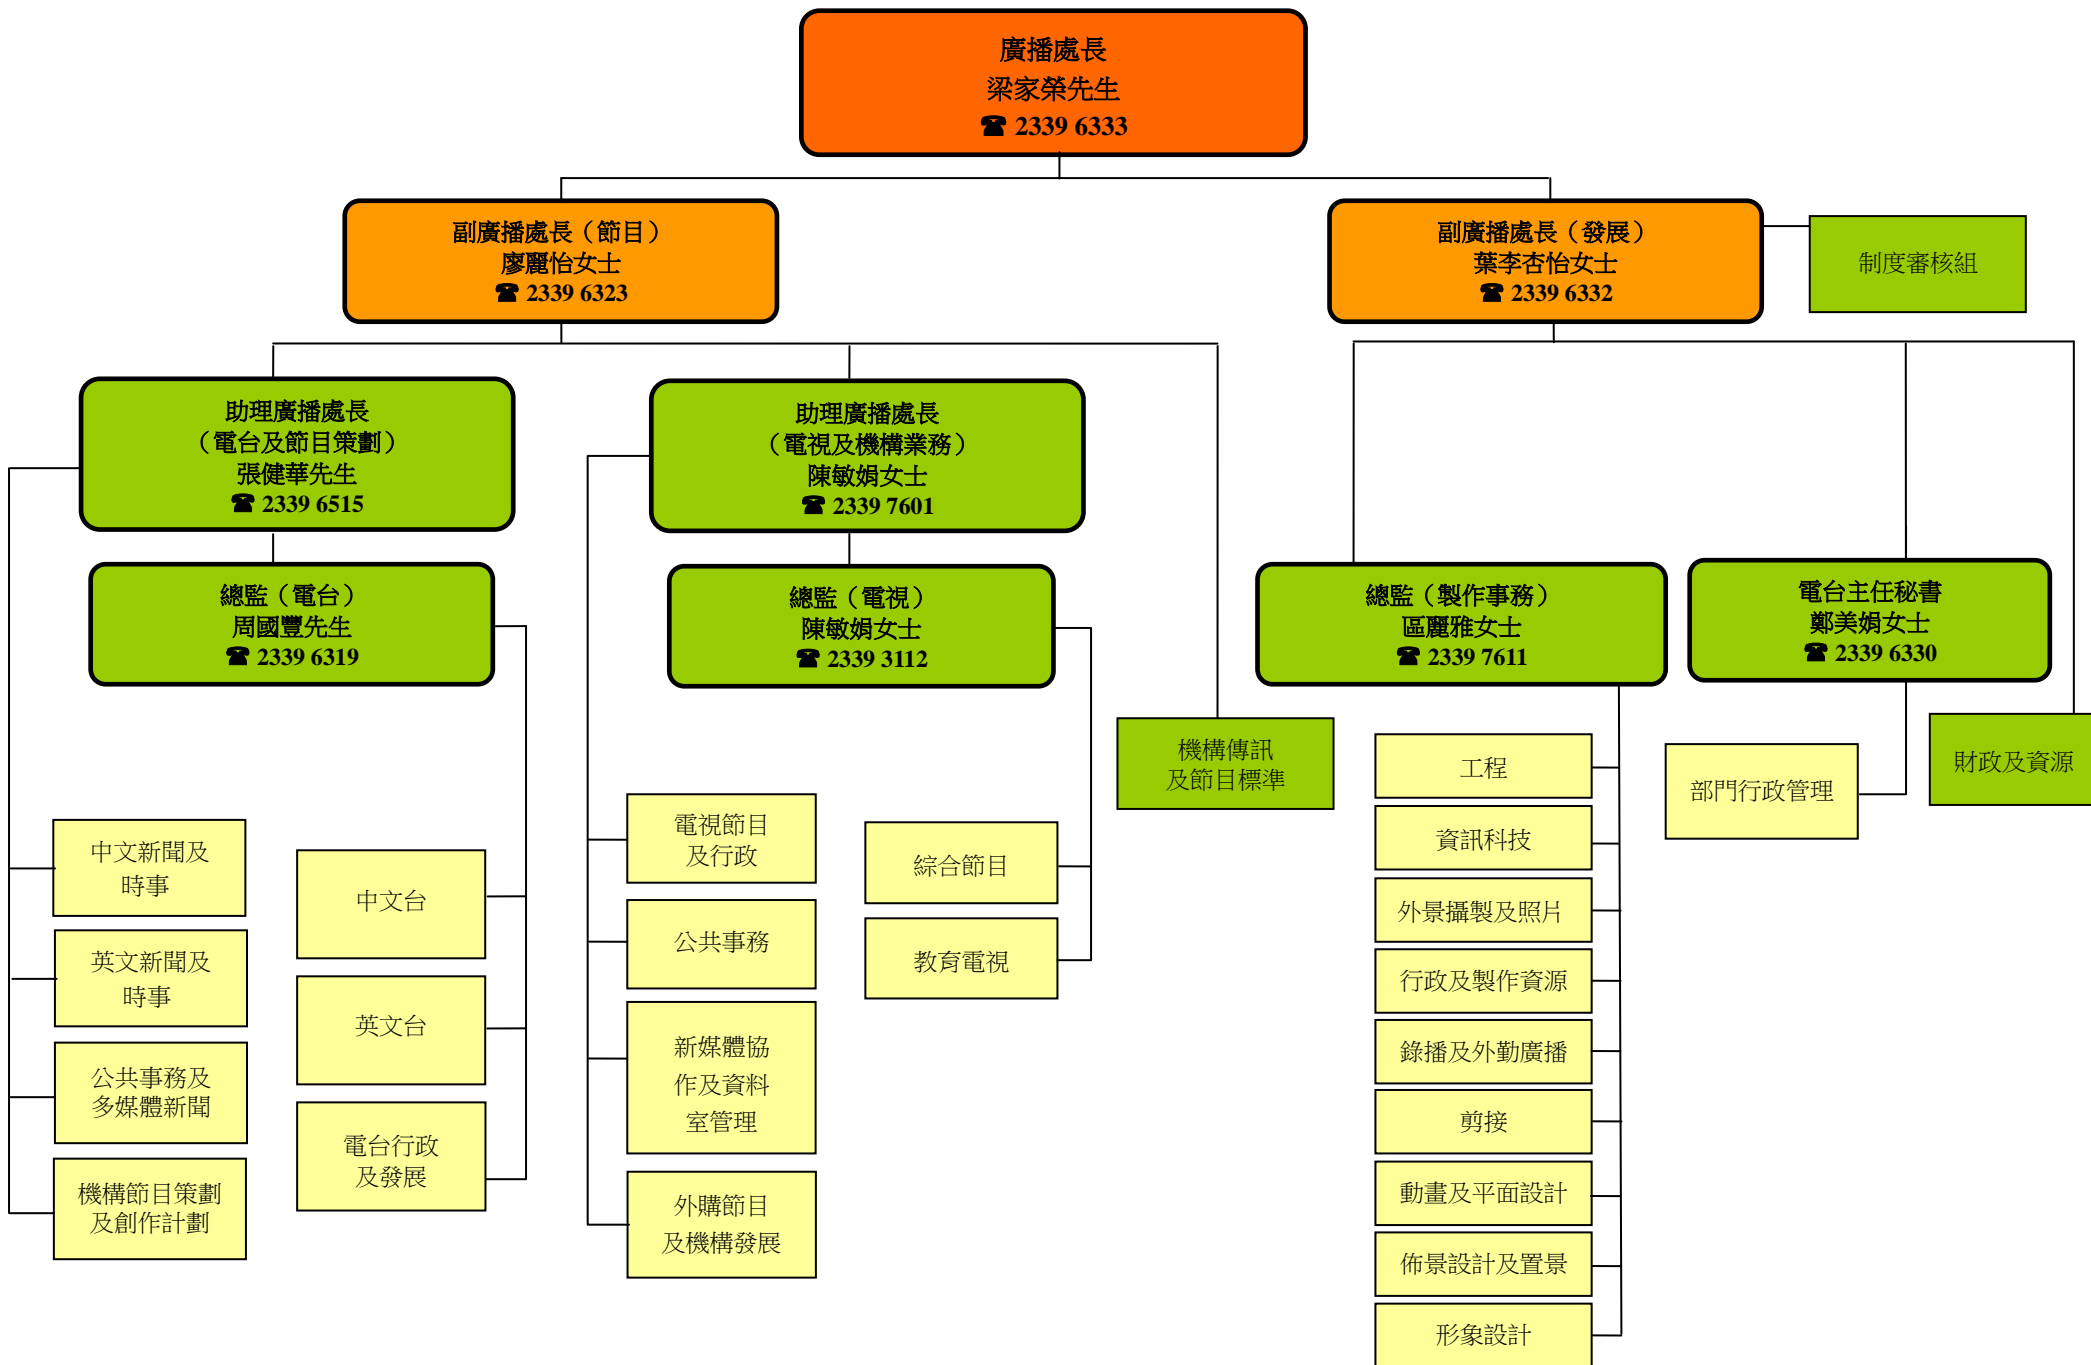 廣播處長
梁家榮先生
☎ 2339 6333
副廣播處長（節目）
廖麗怡女士
☎ 2339 6323
副廣播處長（發展）
葉李杏怡女士
☎ 2339 6332
制度審核組
助理廣播處長
（電台及節目策劃）
張健華先生
☎ 2339 6515
助理廣播處長
（電視及機構業務）
陳敏娟女士
☎ 2339 7601
總監（電台）
周國豐先生
☎ 2339 6319
總監（電視）
陳敏娟女士
☎ 2339 3112
總監（製作事務）
區麗雅女士
☎ 2339 7611
電台主任秘書
鄭美娟女士
☎ 2339 6330
中文新聞及
時事
英文新聞及
時事
公共事務及
多媒體新聞
機構節目策劃
及創作計劃
中文台
英文台
電台行政
及發展
電視節目
及行政
公共事務
新媒體協
作及資料
室管理
外購節目
及機構發展
綜合節目
教育電視
機構傳訊
及節目標準
工程
資訊科技
外景攝製及照片
行政及製作資源
錄播及外勤廣播
剪接
動畫及平面設計
佈景設計及置景
形象設計
部門行政管理
財政及資源